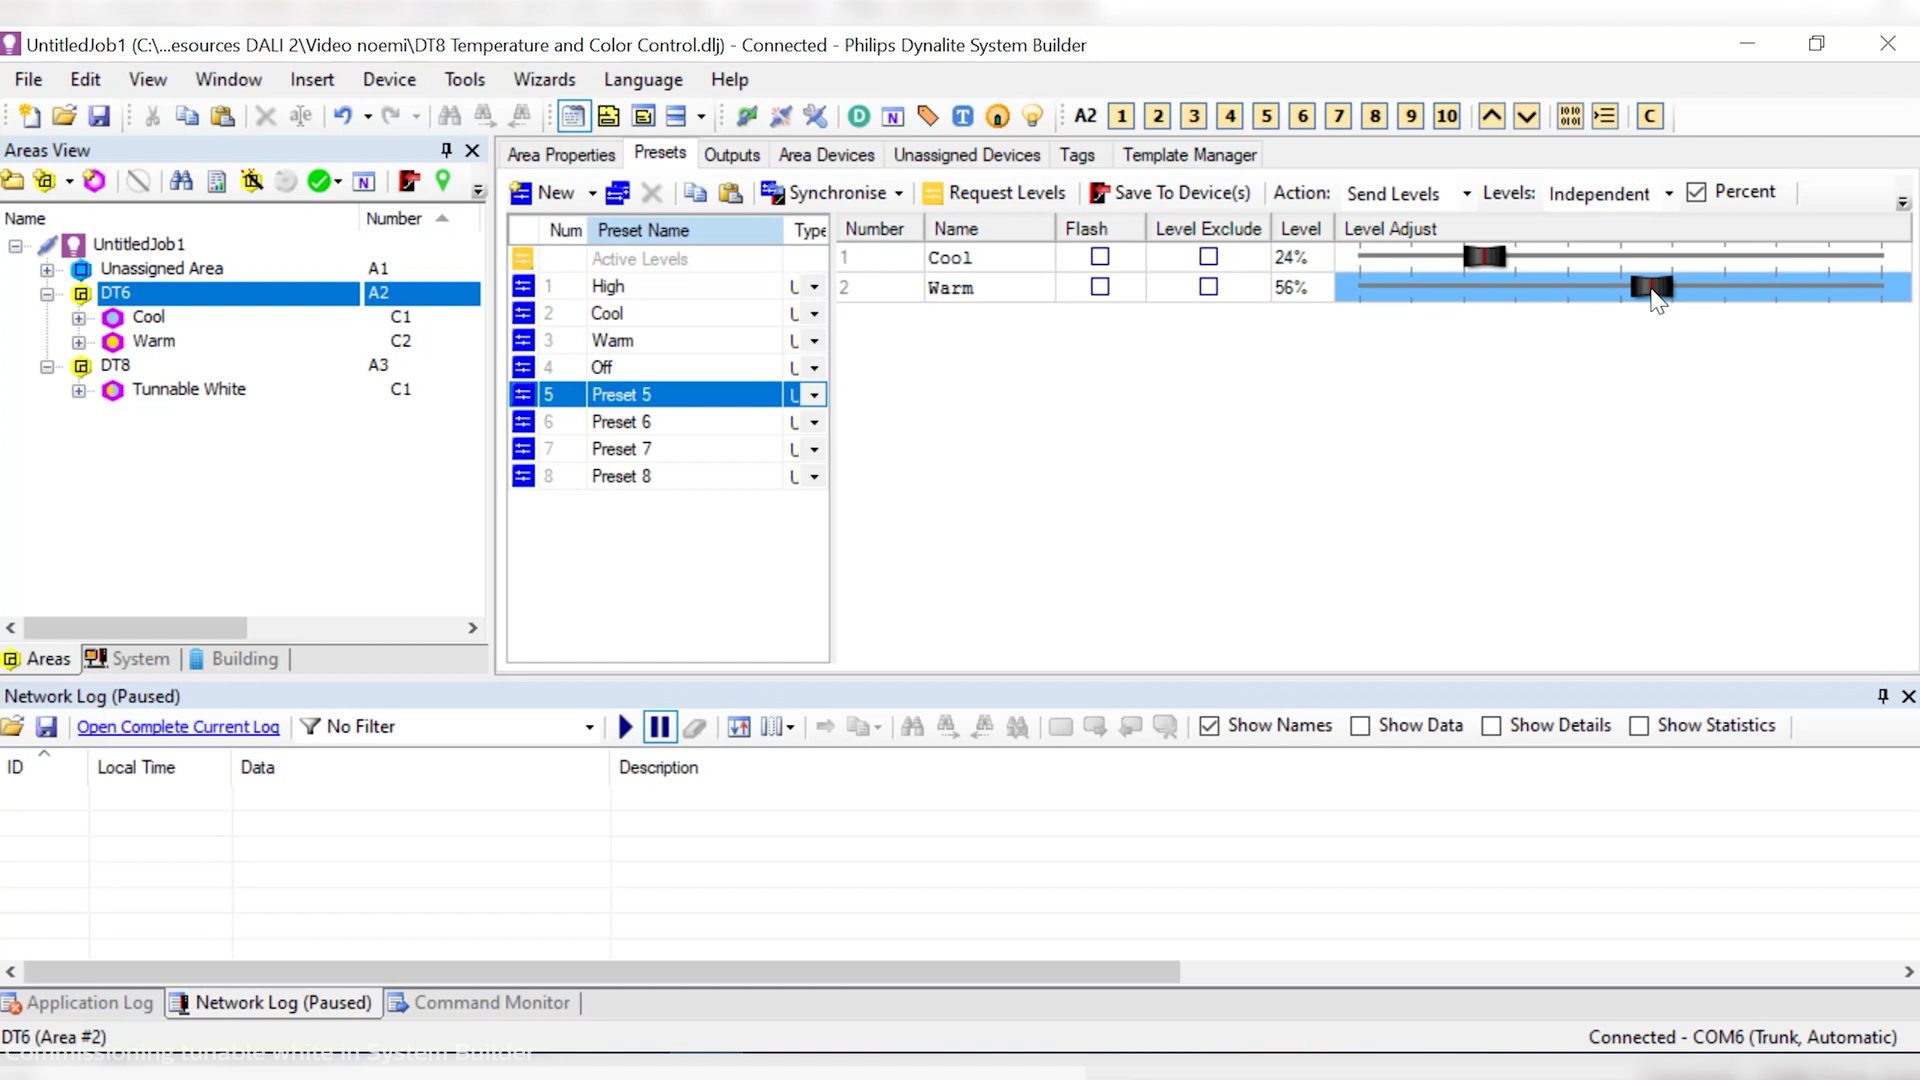 UntitledJob1 (C:\...esources DALI 2\Video noemi\DT8 Temperature and Color Control.dlj) - Connected - Philips Dynalite System Builder
File Edit View Window Insert Device Tools Wizards Language Help
A2 1 2 3 4 5 6 7 8 9 10 C
Areas View
Name Number
UntitledJob1
Unassigned Area A1
DT6 A2
Cool C1
Warm C2
DT8 A3
Tunnable White C1
Areas System Building
Area Properties Presets Outputs Area Devices Unassigned Devices Tags Template Manager
New Synchronise Request Levels Save To Device(s) Action: Send Levels Levels: Independent Percent
Num Preset Name Type
Active Levels
1 High
2 Cool
3 Warm
4 Off
5 Preset 5
6 Preset 6
7 Preset 7
8 Preset 8
Number Name Flash Level Exclude Level Level Adjust
1 Cool 24%
2 Warm 56%
Network Log (Paused)
Open Complete Current Log No Filter Show Names Show Data Show Details Show Statistics
ID Local Time Data Description
Application Log Network Log (Paused) Command Monitor
DT6 (Area #2) Connected - COM6 (Trunk, Automatic)
Commissioning tunable white in System Builder